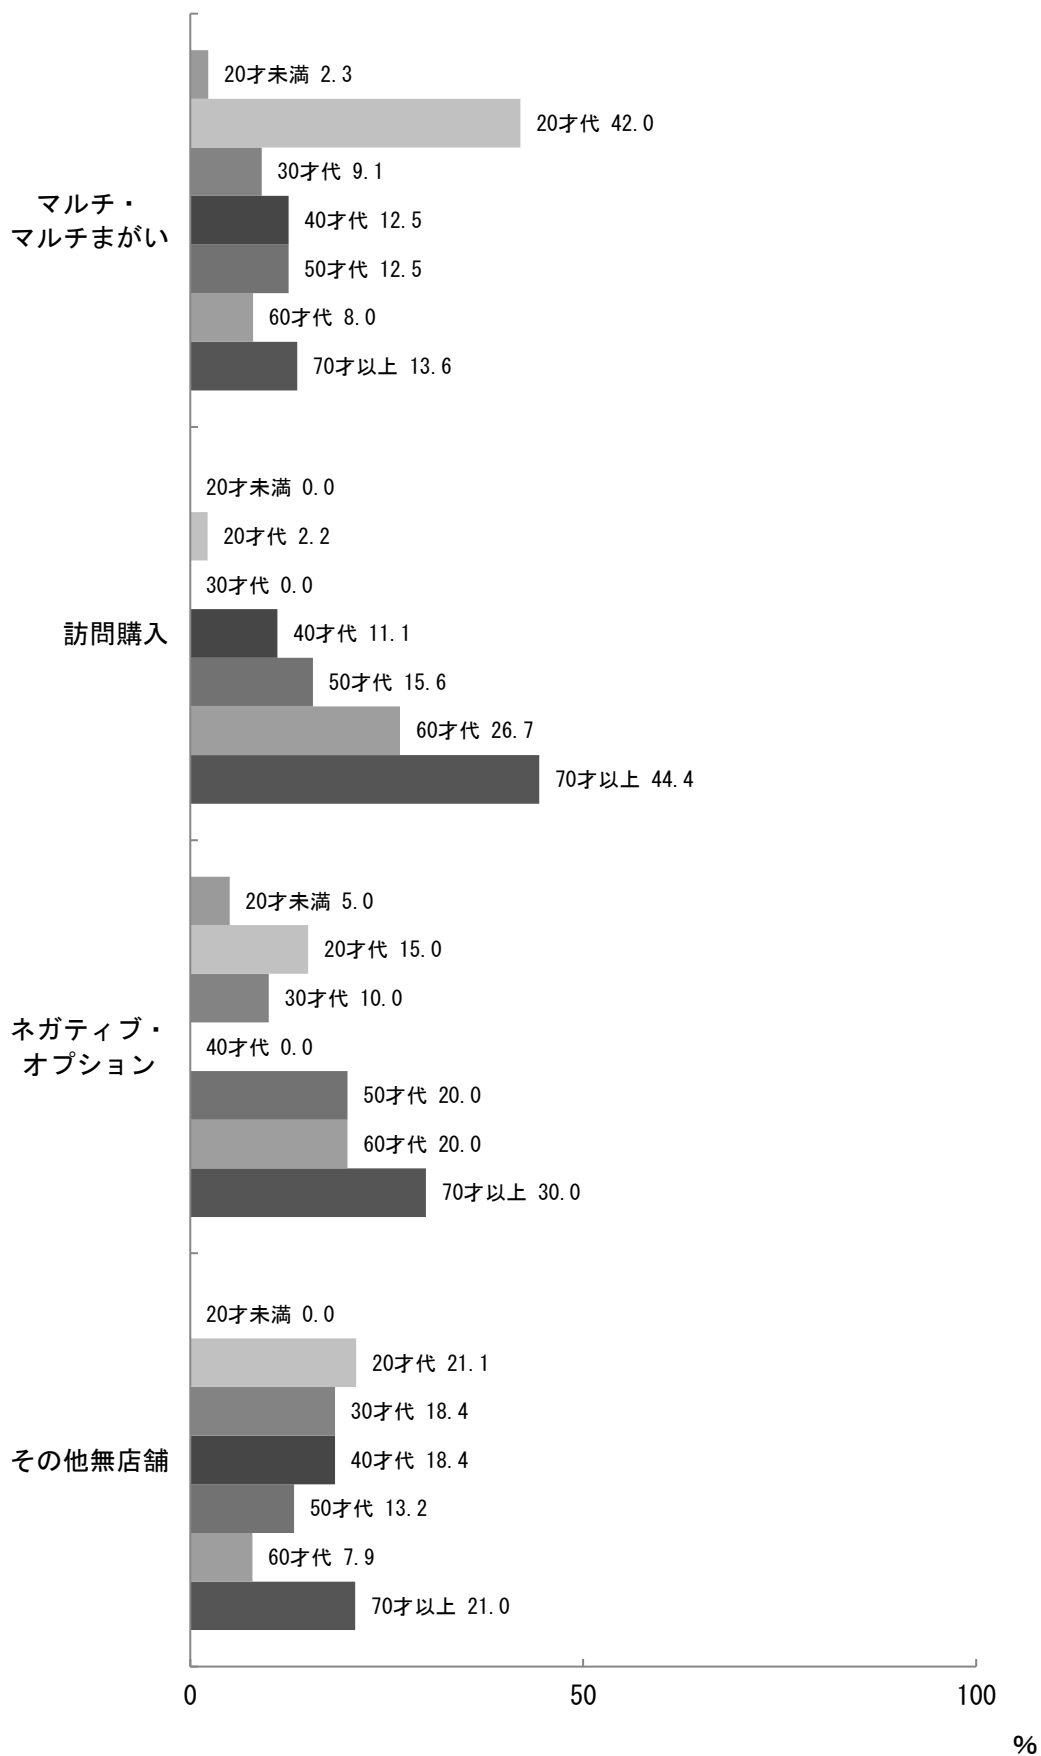 20才未満 2.3
20才代 42.0
30才代 9.1
マルチ・
マルチまがい
40才代 12.5
50才代 12.5
60才代 8.0
70才以上 13.6
20才未満 0.0
20才代 2.2
30才代 0.0
訪問購入
40才代 11.1
50才代 15.6
60才代 26.7
70才以上 44.4
20才未満 5.0
20才代 15.0
30才代 10.0
ネガティブ・
オプション
40才代 0.0
50才代 20.0
60才代 20.0
70才以上 30.0
20才未満 0.0
20才代 21.1
30才代 18.4
その他無店舗
40才代 18.4
50才代 13.2
60才代 7.9
70才以上 21.0
0 50 100
%